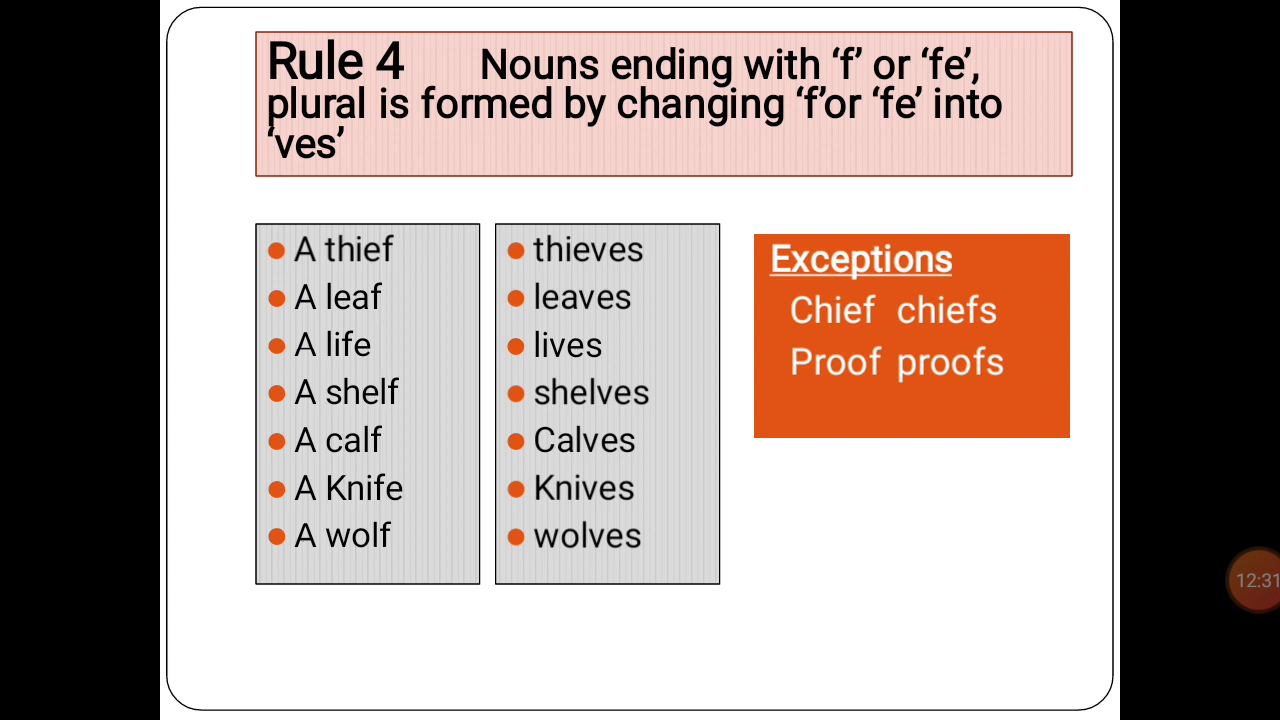 Rule 4 Nouns ending with ‘f’ or ‘fe’,
plural is formed by changing ‘f’or ‘fe’ into
‘ves’
A thief
A leaf
A life
A shelf
A calf
A Knife
A wolf
thieves
leaves
lives
shelves
Calves
Knives
wolves
Exceptions
Chief chiefs
Proof proofs
12:31